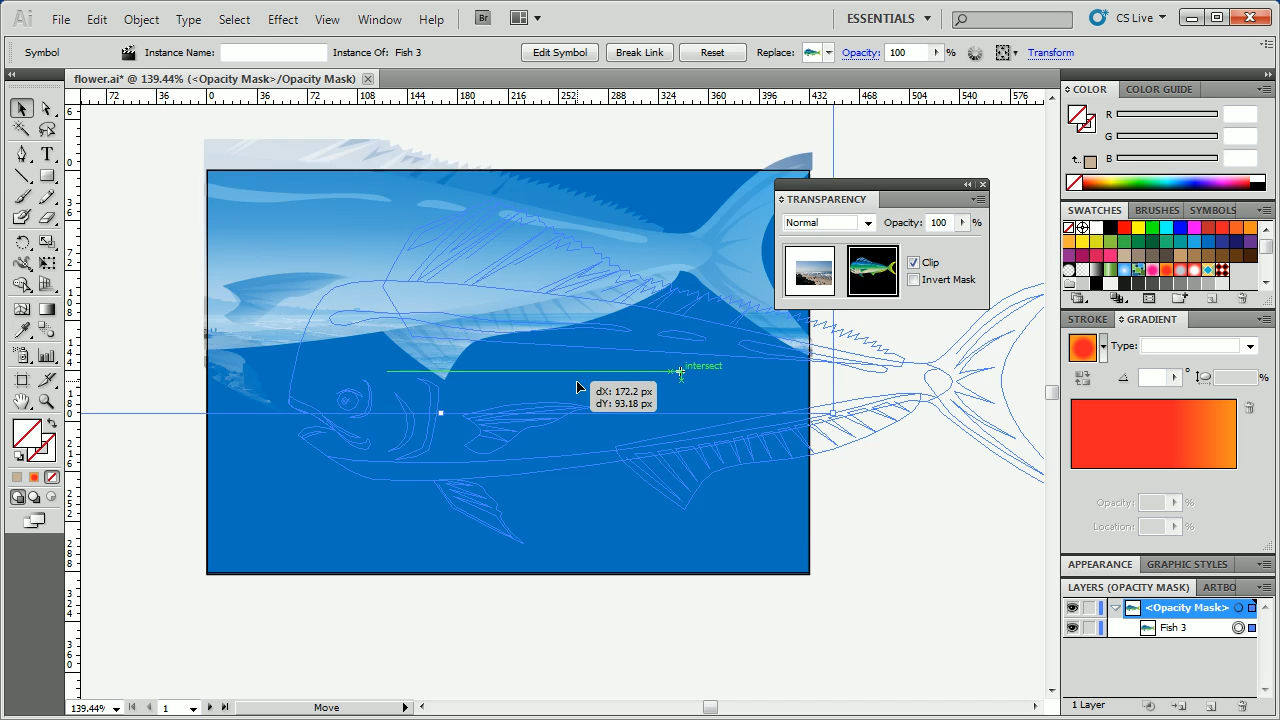 Ai File Edit Object Type Select Effect View Window Help Br ESSENTIALS CS Live
Symbol Instance Name: Instance Of: Fish 3 Edit Symbol Break Link Reset Replace: Opacity: 100 % Transform
flower.ai* @ 139.44% (<Opacity Mask>/Opacity Mask)
72 36 0 36 72 108 144 180 216 252 288 324 360 396 432 468 504 540 576
COLOR COLOR GUIDE
R
G
B
TRANSPARENCY
Normal Opacity: 100 %
Clip
Invert Mask
SWATCHES BRUSHES SYMBOLS
STROKE GRADIENT
Type:
° %
Opacity: %
Location: %
intersect
dX: 172.2 px
dY: 93.18 px
APPEARANCE GRAPHIC STYLES
LAYERS (OPACITY MASK) ARTBO
<Opacity Mask>
Fish 3
1 Layer
139.44% 1 Move